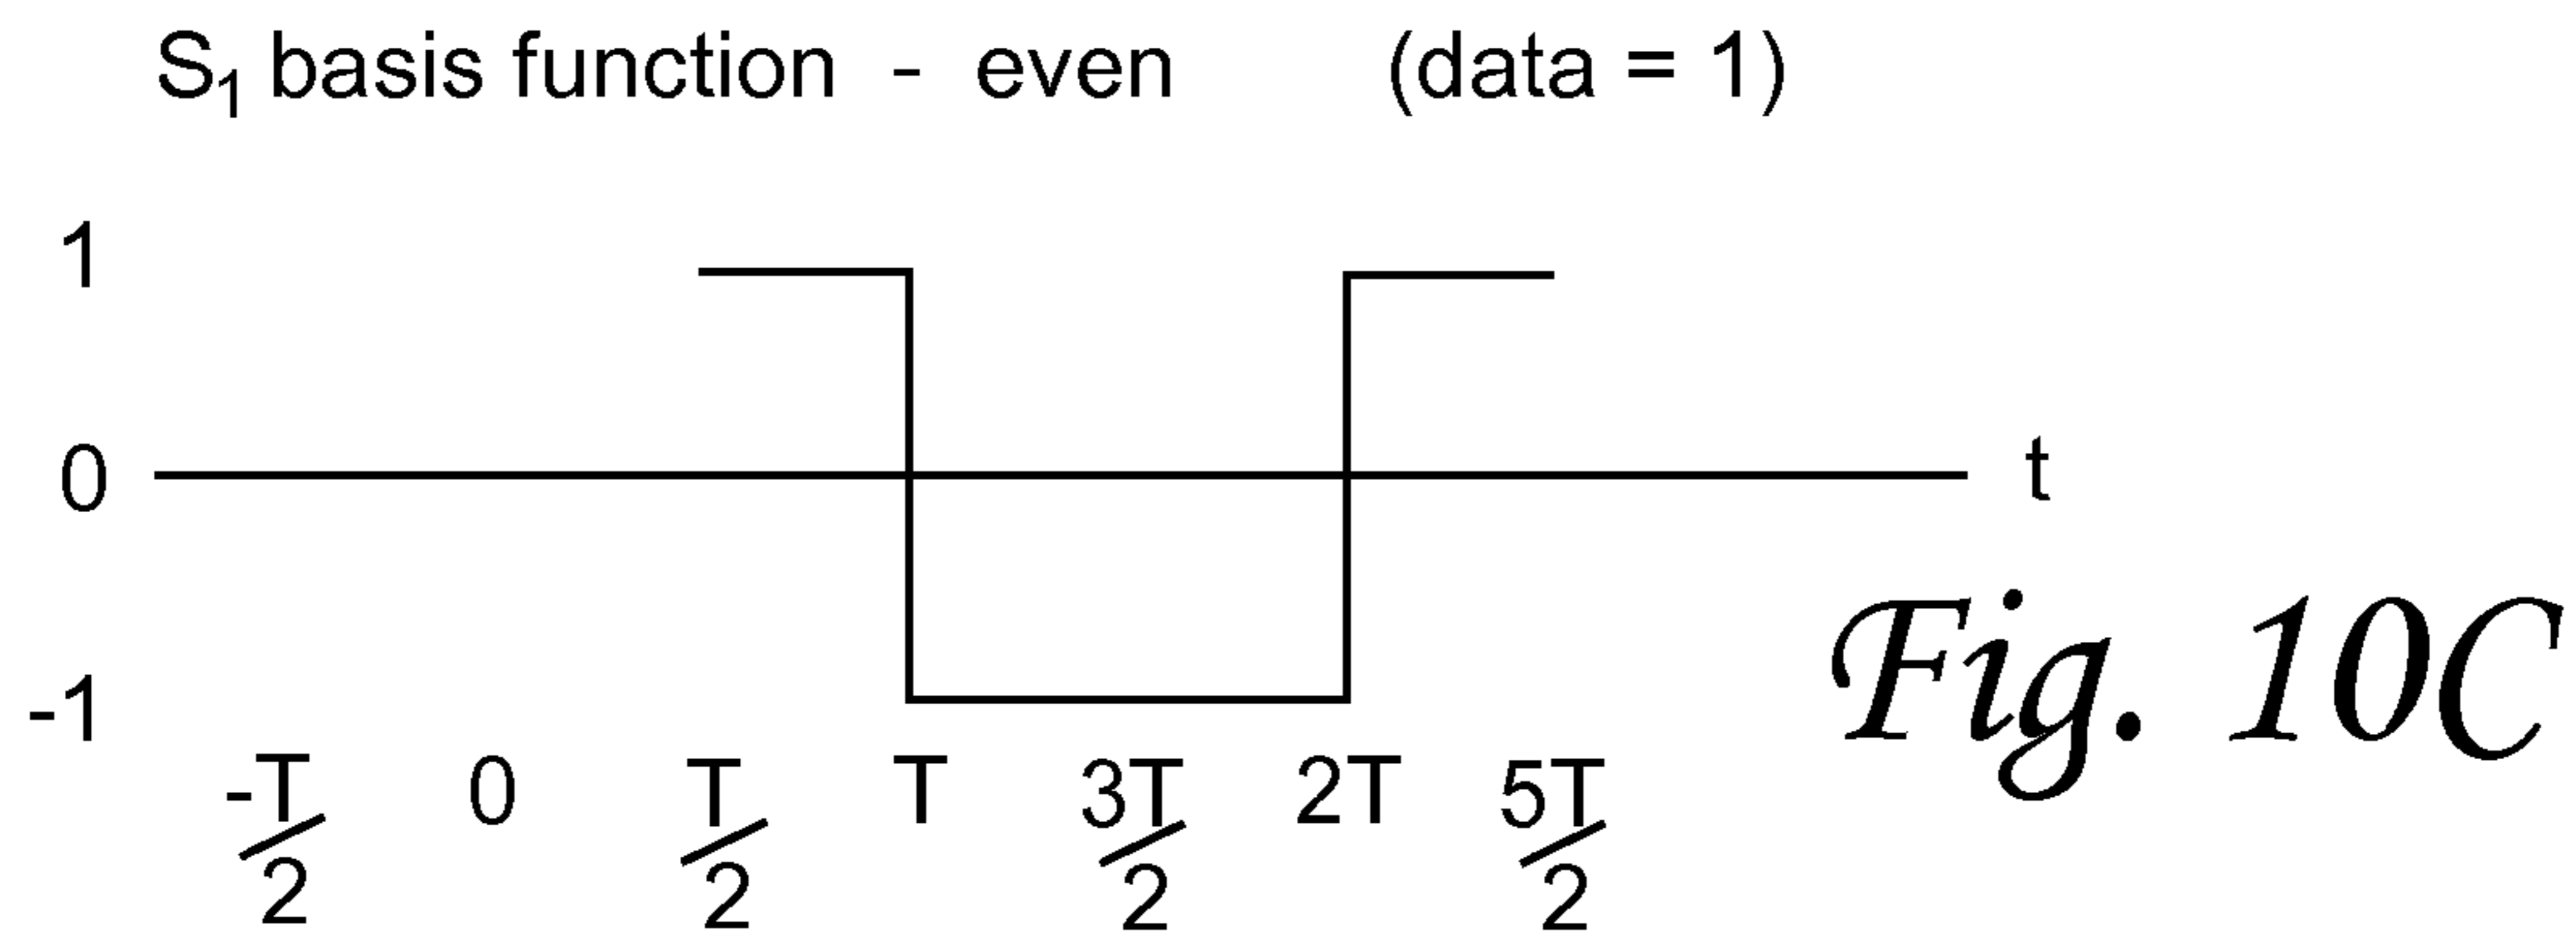 S₁ basis function - even (data = 1)
1
0
t
-1
-T/2 0 T/2 T 3T/2 2T 5T/2
Fig. 10C